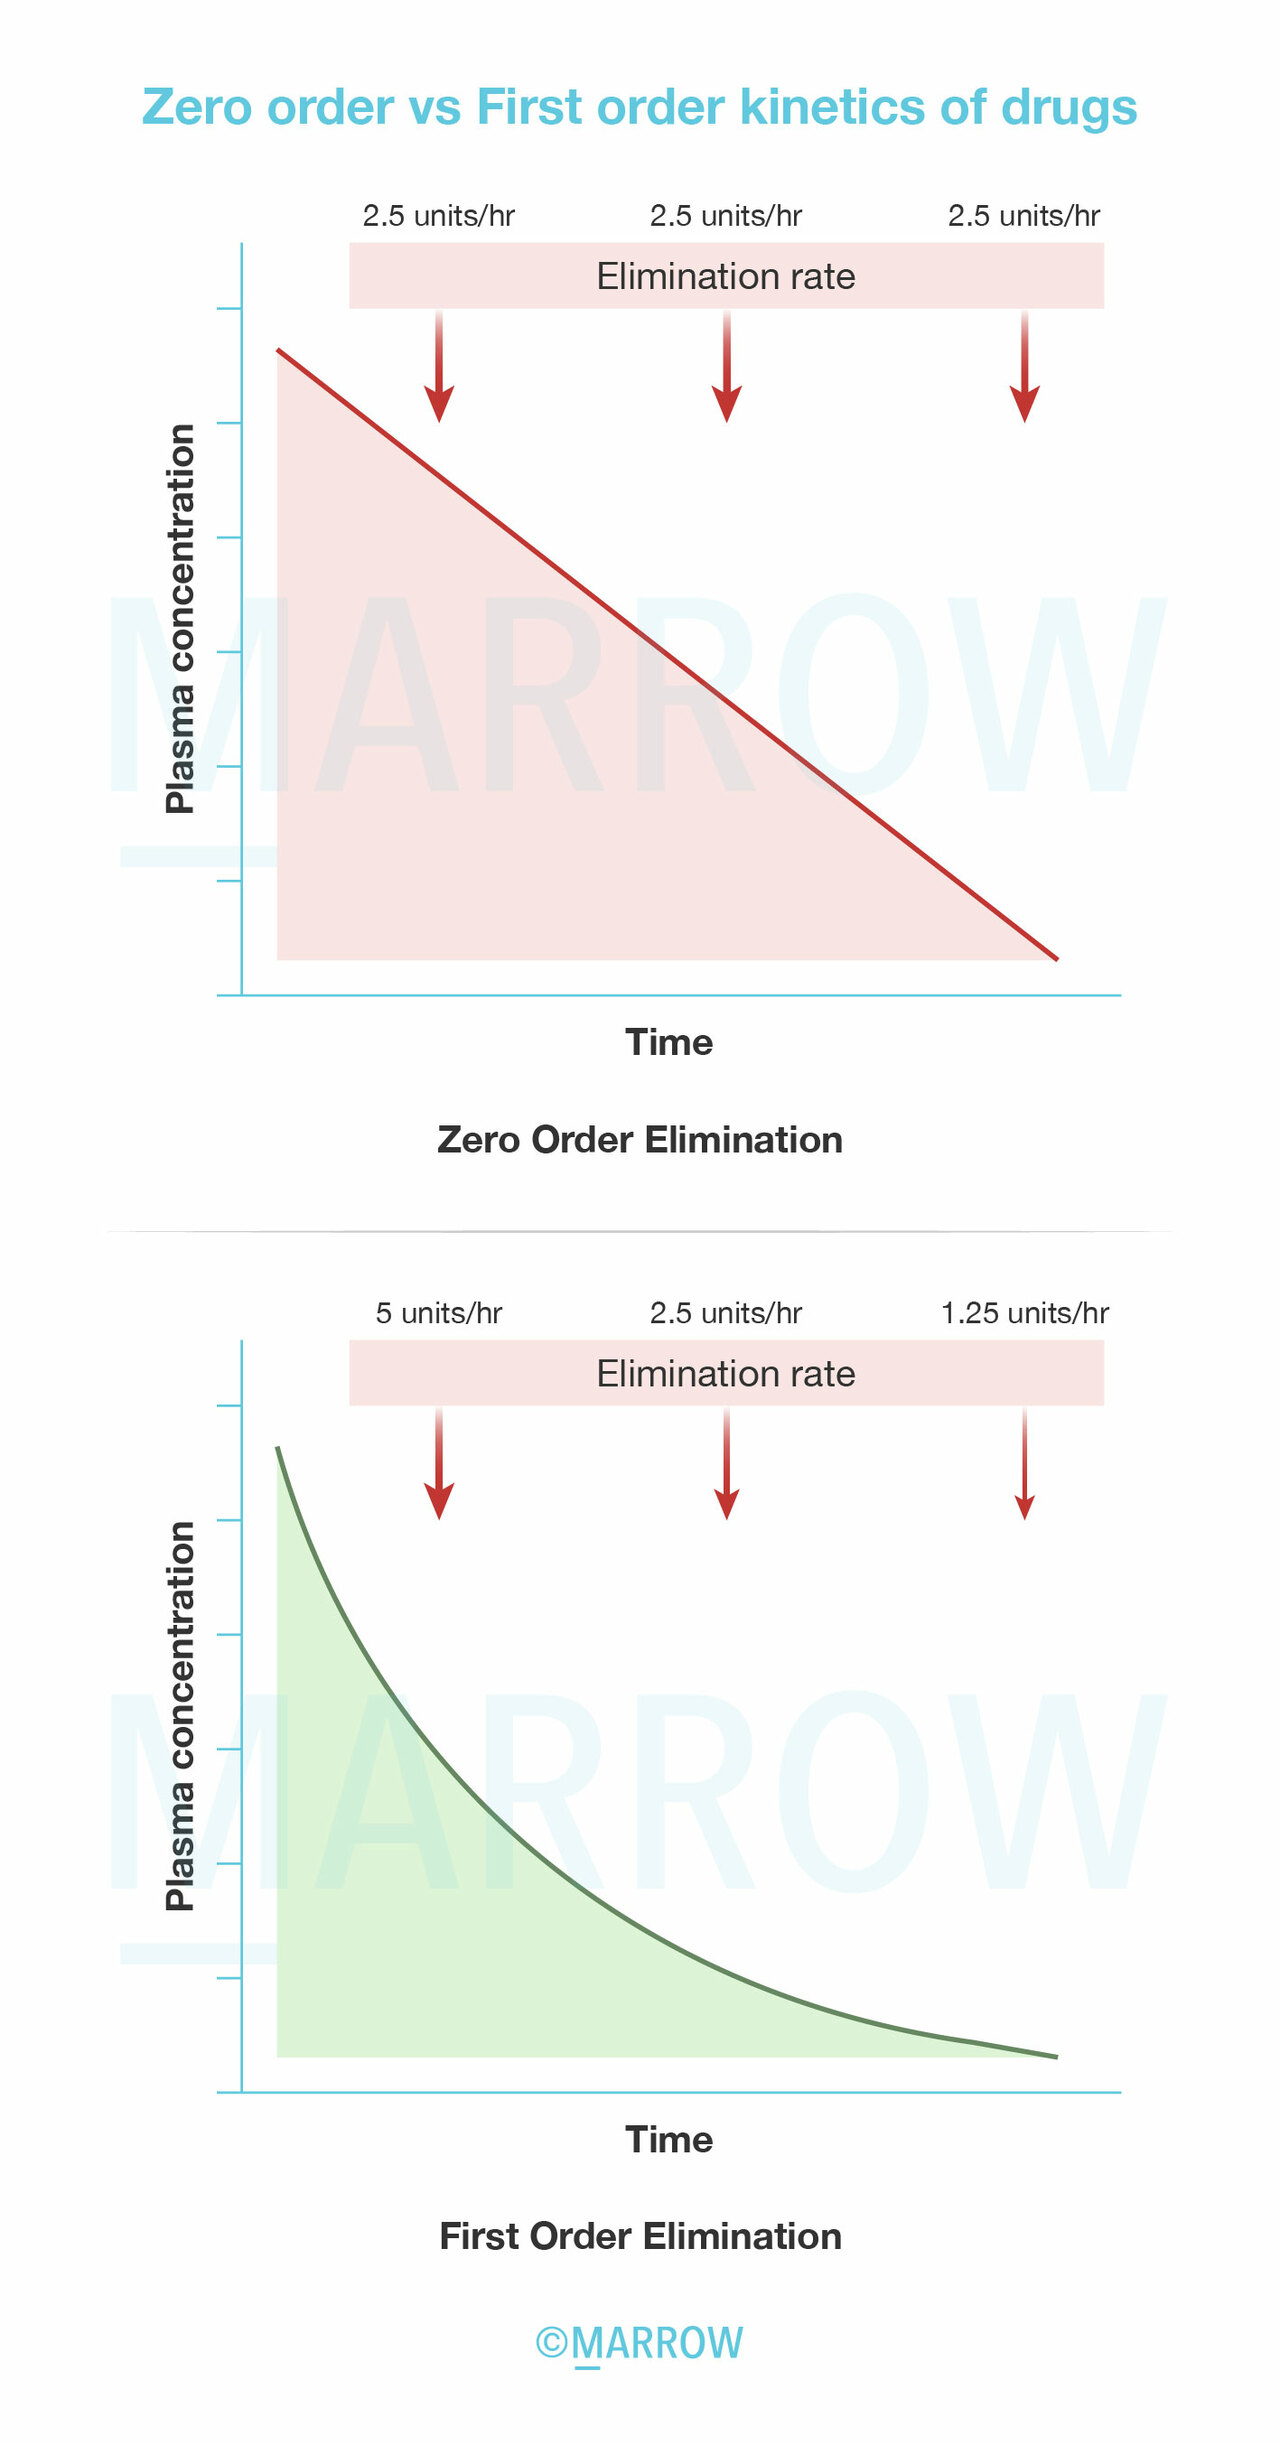 Zero order vs First order kinetics of drugs
2.5 units/hr 2.5 units/hr 2.5 units/hr
Elimination rate
Plasma concentration
MARROW
Time
Zero Order Elimination
5 units/hr 2.5 units/hr 1.25 units/hr
Elimination rate
Plasma concentration
MARROW
Time
First Order Elimination
©MARROW